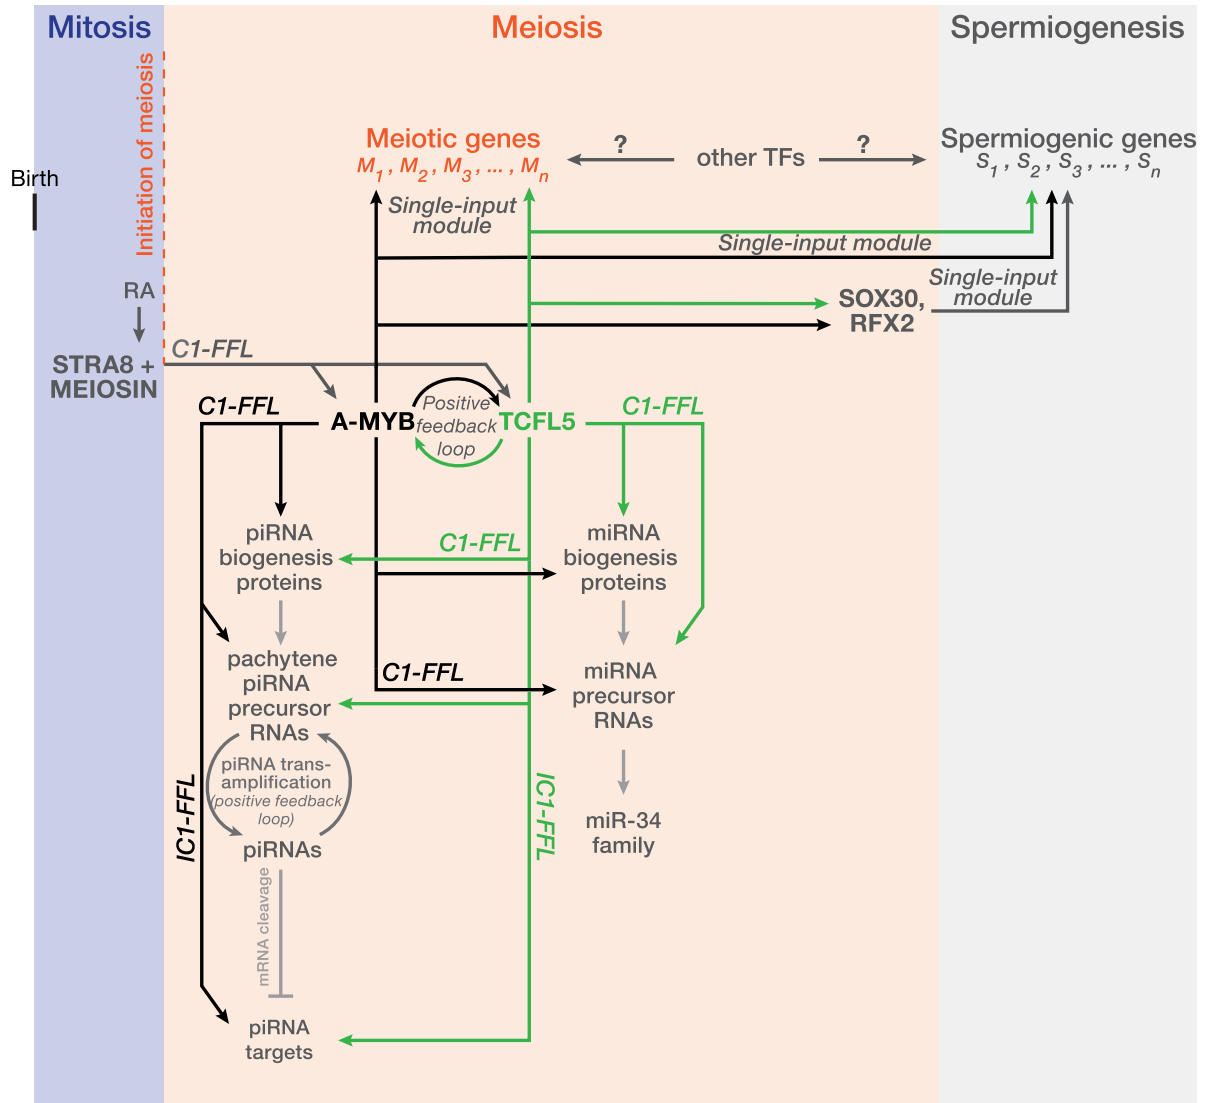 Mitosis
Meiosis
Spermiogenesis
Initiation of meiosis
Birth
Meiotic genes
M1, M2, M3, ..., Mn
?
other TFs
?
Spermiogenic genes
S1, S2, S3, ..., Sn
Single-input
module
Single-input module
Single-input
module
RA
SOX30,
RFX2
STRA8 +
MEIOSIN
C1-FFL
C1-FFL
A-MYB
Positive
feedback
loop
TCFL5
C1-FFL
piRNA
biogenesis
proteins
C1-FFL
miRNA
biogenesis
proteins
pachytene
piRNA
precursor
RNAs
C1-FFL
miRNA
precursor
RNAs
piRNA trans-
amplification
(positive feedback
loop)
piRNAs
IC1-FFL
IC1-FFL
miR-34
family
mRNA cleavage
piRNA
targets